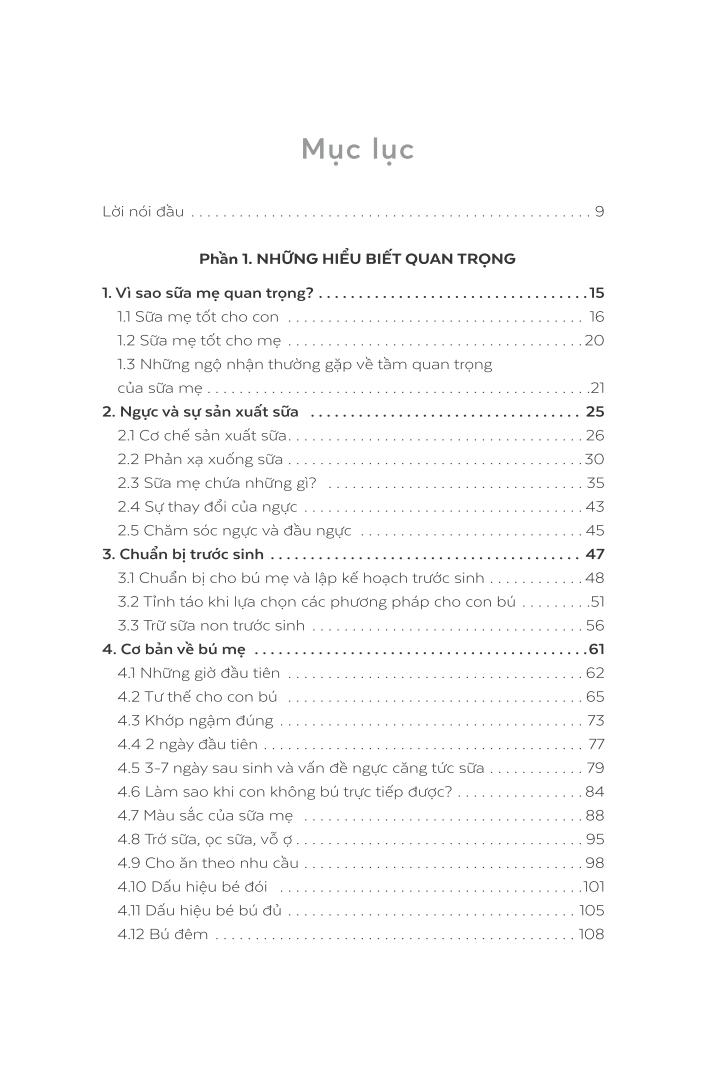 Mục lục
Lời nói đầu . . . . . . . . . . . . . . . . . . . . . . . . . . . . . . . . . . . . . . . . . . . . . . . . . . 9
Phần 1. NHỮNG HIỂU BIẾT QUAN TRỌNG
1. Vì sao sữa mẹ quan trọng? . . . . . . . . . . . . . . . . . . . . . . . . . . . . . . . . . . 15
1.1 Sữa mẹ tốt cho con . . . . . . . . . . . . . . . . . . . . . . . . . . . . . . . . . . . . . 16
1.2 Sữa mẹ tốt cho mẹ . . . . . . . . . . . . . . . . . . . . . . . . . . . . . . . . . . . . . 20
1.3 Những ngộ nhận thường gặp về tầm quan trọng
của sữa mẹ . . . . . . . . . . . . . . . . . . . . . . . . . . . . . . . . . . . . . . . . . . . . . . . 21
2. Ngực và sự sản xuất sữa . . . . . . . . . . . . . . . . . . . . . . . . . . . . . . . . . . 25
2.1 Cơ chế sản xuất sữa. . . . . . . . . . . . . . . . . . . . . . . . . . . . . . . . . . . . . 26
2.2 Phản xạ xuống sữa . . . . . . . . . . . . . . . . . . . . . . . . . . . . . . . . . . . . . 30
2.3 Sữa mẹ chứa những gì? . . . . . . . . . . . . . . . . . . . . . . . . . . . . . . . . 35
2.4 Sự thay đổi của ngực . . . . . . . . . . . . . . . . . . . . . . . . . . . . . . . . . . . 43
2.5 Chăm sóc ngực và đầu ngực . . . . . . . . . . . . . . . . . . . . . . . . . . . . 45
3. Chuẩn bị trước sinh . . . . . . . . . . . . . . . . . . . . . . . . . . . . . . . . . . . . . . . 47
3.1 Chuẩn bị cho bú mẹ và lập kế hoạch trước sinh . . . . . . . . . . . . 48
3.2 Tỉnh táo khi lựa chọn các phương pháp cho con bú . . . . . . . . . 51
3.3 Trữ sữa non trước sinh . . . . . . . . . . . . . . . . . . . . . . . . . . . . . . . . . . 56
4. Cơ bản về bú mẹ . . . . . . . . . . . . . . . . . . . . . . . . . . . . . . . . . . . . . . . . . . 61
4.1 Những giờ đầu tiên . . . . . . . . . . . . . . . . . . . . . . . . . . . . . . . . . . . . . 62
4.2 Tư thế cho con bú . . . . . . . . . . . . . . . . . . . . . . . . . . . . . . . . . . . . . 65
4.3 Khớp ngậm đúng . . . . . . . . . . . . . . . . . . . . . . . . . . . . . . . . . . . . . . 73
4.4 2 ngày đầu tiên . . . . . . . . . . . . . . . . . . . . . . . . . . . . . . . . . . . . . . . . 77
4.5 3-7 ngày sau sinh và vấn đề ngực căng tức sữa . . . . . . . . . . . . 79
4.6 Làm sao khi con không bú trực tiếp được? . . . . . . . . . . . . . . . . 84
4.7 Màu sắc của sữa mẹ . . . . . . . . . . . . . . . . . . . . . . . . . . . . . . . . . . . 88
4.8 Trớ sữa, ọc sữa, vỗ ợ . . . . . . . . . . . . . . . . . . . . . . . . . . . . . . . . . . . . 95
4.9 Cho ăn theo nhu cầu . . . . . . . . . . . . . . . . . . . . . . . . . . . . . . . . . . . 98
4.10 Dấu hiệu bé đói . . . . . . . . . . . . . . . . . . . . . . . . . . . . . . . . . . . . . . 101
4.11 Dấu hiệu bé bú đủ . . . . . . . . . . . . . . . . . . . . . . . . . . . . . . . . . . . . 105
4.12 Bú đêm . . . . . . . . . . . . . . . . . . . . . . . . . . . . . . . . . . . . . . . . . . . . . 108